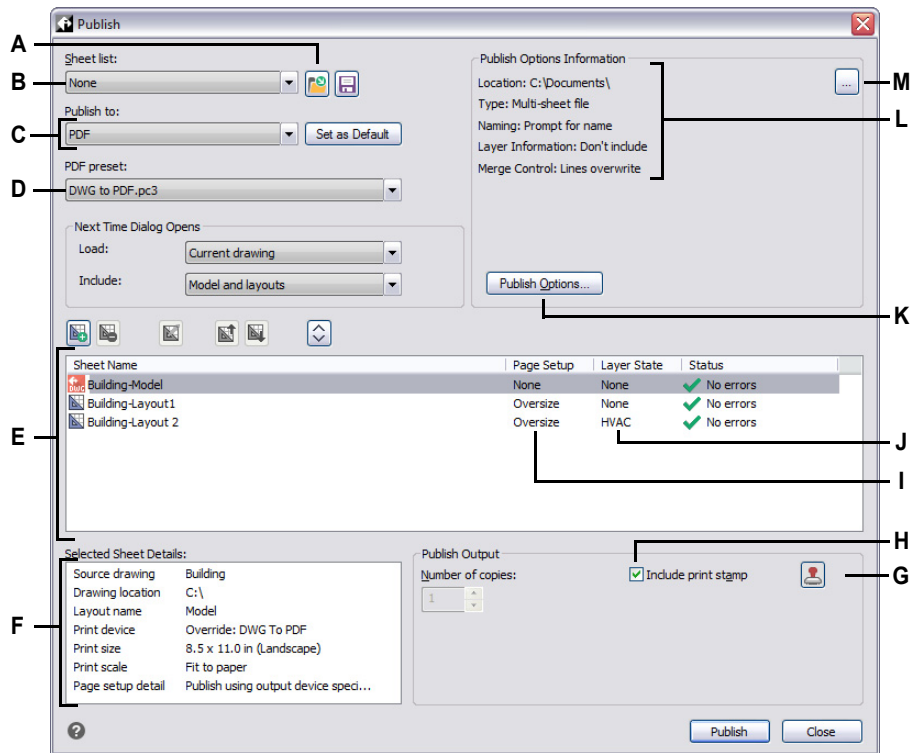 Publish
A
Sheet list:
B
None
Publish to:
C
PDF
Set as Default
PDF preset:
D
DWG to PDF.pc3
Next Time Dialog Opens
Load:
Current drawing
Include:
Model and layouts
Publish Options Information
Location: C:\Documents\
Type: Multi-sheet file
Naming: Prompt for name
Layer Information: Don't include
Merge Control: Lines overwrite
...
M
L
Publish Options...
K
Sheet Name Page Setup Layer State Status
DWG Building-Model None None No errors
Building-Layout1 Oversize None No errors
Building-Layout 2 Oversize HVAC No errors
E
J
I
Selected Sheet Details:
Source drawing Building
Drawing location C:\
Layout name Model
F
Print device Override: DWG To PDF
Print size 8.5 x 11.0 in (Landscape)
Print scale Fit to paper
Page setup detail Publish using output device speci...
Publish Output
H
Number of copies:
1
Include print stamp
G
?
Publish
Close